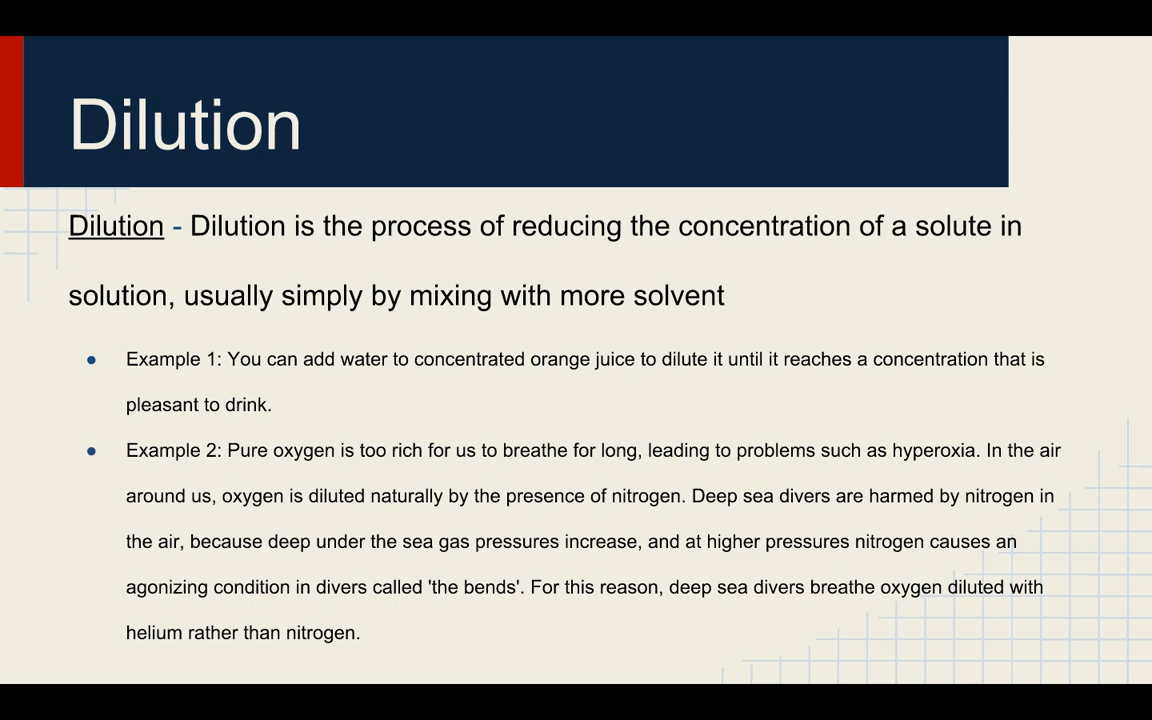 Dilution
Dilution - Dilution is the process of reducing the concentration of a solute in
solution, usually simply by mixing with more solvent
● Example 1: You can add water to concentrated orange juice to dilute it until it reaches a concentration that is
pleasant to drink.
● Example 2: Pure oxygen is too rich for us to breathe for long, leading to problems such as hyperoxia. In the air
around us, oxygen is diluted naturally by the presence of nitrogen. Deep sea divers are harmed by nitrogen in
the air, because deep under the sea gas pressures increase, and at higher pressures nitrogen causes an
agonizing condition in divers called 'the bends'. For this reason, deep sea divers breathe oxygen diluted with
helium rather than nitrogen.